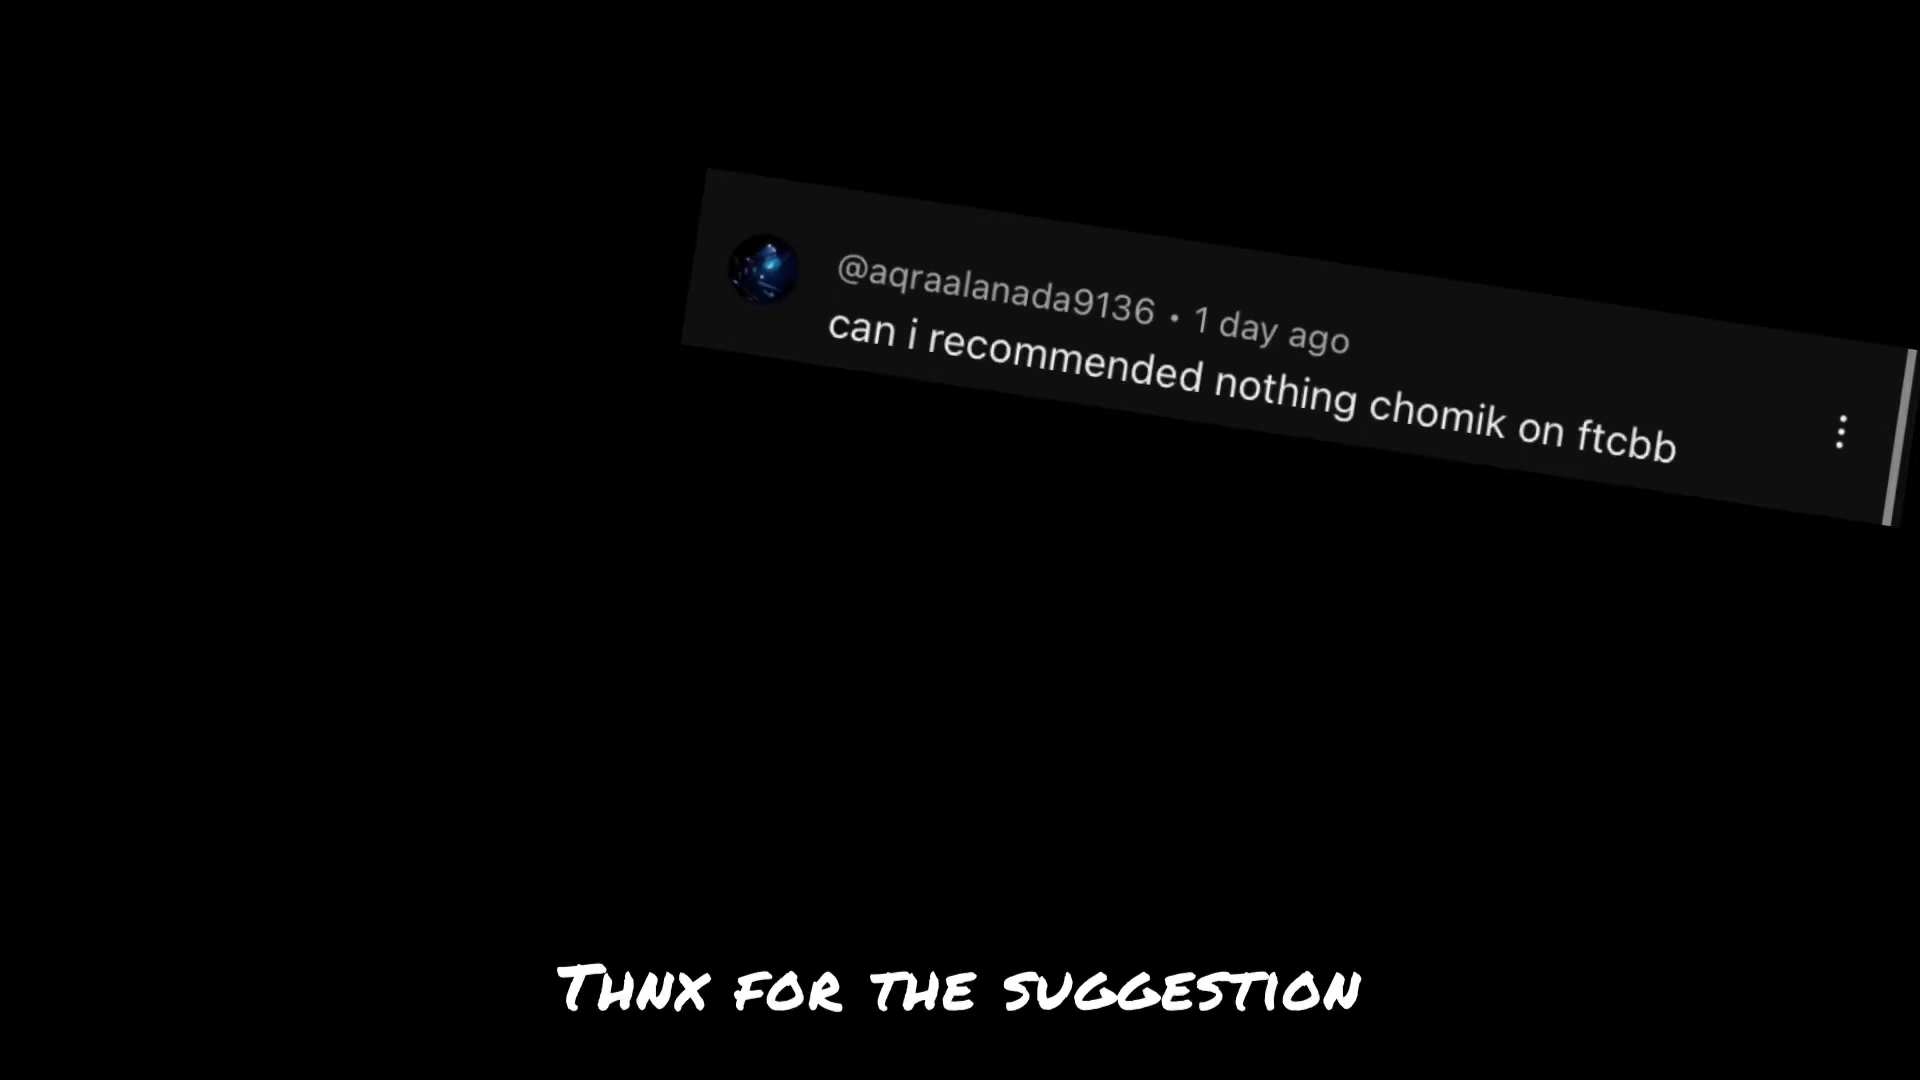 @aqraalanada9136 • 1 day ago
can i recommended nothing chomik on ftcbb
THNX FOR THE SUGGESTION